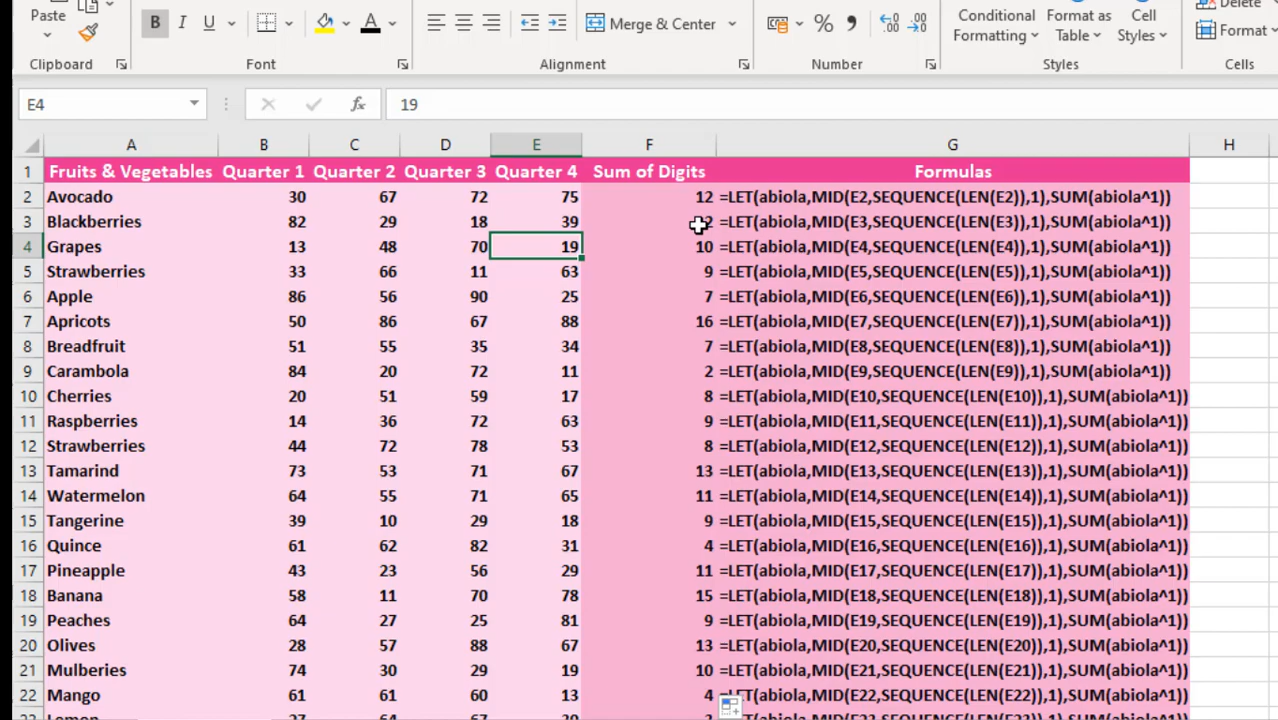 Paste
B I U A
Merge & Center
% 9
Conditional Formatting
Format as Table
Cell Styles
Delete
Format
Clipboard Font Alignment Number Styles Cells
E4 fx 19
A B C D E F G H
1 Fruits & Vegetables Quarter 1 Quarter 2 Quarter 3 Quarter 4 Sum of Digits Formulas
2 Avocado 30 67 72 75 12 =LET(abiola,MID(E2,SEQUENCE(LEN(E2)),1),SUM(abiola^1))
3 Blackberries 82 29 18 39 =LET(abiola,MID(E3,SEQUENCE(LEN(E3)),1),SUM(abiola^1))
4 Grapes 13 48 70 19 10 =LET(abiola,MID(E4,SEQUENCE(LEN(E4)),1),SUM(abiola^1))
5 Strawberries 33 66 11 63 9 =LET(abiola,MID(E5,SEQUENCE(LEN(E5)),1),SUM(abiola^1))
6 Apple 86 56 90 25 7 =LET(abiola,MID(E6,SEQUENCE(LEN(E6)),1),SUM(abiola^1))
7 Apricots 50 86 67 88 16 =LET(abiola,MID(E7,SEQUENCE(LEN(E7)),1),SUM(abiola^1))
8 Breadfruit 51 55 35 34 7 =LET(abiola,MID(E8,SEQUENCE(LEN(E8)),1),SUM(abiola^1))
9 Carambola 84 20 72 11 2 =LET(abiola,MID(E9,SEQUENCE(LEN(E9)),1),SUM(abiola^1))
10 Cherries 20 51 59 17 8 =LET(abiola,MID(E10,SEQUENCE(LEN(E10)),1),SUM(abiola^1))
11 Raspberries 14 36 72 63 9 =LET(abiola,MID(E11,SEQUENCE(LEN(E11)),1),SUM(abiola^1))
12 Strawberries 44 72 78 53 8 =LET(abiola,MID(E12,SEQUENCE(LEN(E12)),1),SUM(abiola^1))
13 Tamarind 73 53 71 67 13 =LET(abiola,MID(E13,SEQUENCE(LEN(E13)),1),SUM(abiola^1))
14 Watermelon 64 55 71 65 11 =LET(abiola,MID(E14,SEQUENCE(LEN(E14)),1),SUM(abiola^1))
15 Tangerine 39 10 29 18 9 =LET(abiola,MID(E15,SEQUENCE(LEN(E15)),1),SUM(abiola^1))
16 Quince 61 62 82 31 4 =LET(abiola,MID(E16,SEQUENCE(LEN(E16)),1),SUM(abiola^1))
17 Pineapple 43 23 56 29 11 =LET(abiola,MID(E17,SEQUENCE(LEN(E17)),1),SUM(abiola^1))
18 Banana 58 11 70 78 15 =LET(abiola,MID(E18,SEQUENCE(LEN(E18)),1),SUM(abiola^1))
19 Peaches 64 27 25 81 9 =LET(abiola,MID(E19,SEQUENCE(LEN(E19)),1),SUM(abiola^1))
20 Olives 28 57 88 67 13 =LET(abiola,MID(E20,SEQUENCE(LEN(E20)),1),SUM(abiola^1))
21 Mulberies 74 30 29 19 10 =LET(abiola,MID(E21,SEQUENCE(LEN(E21)),1),SUM(abiola^1))
22 Mango 61 61 60 13 4 =LET(abiola,MID(E22,SEQUENCE(LEN(E22)),1),SUM(abiola^1))